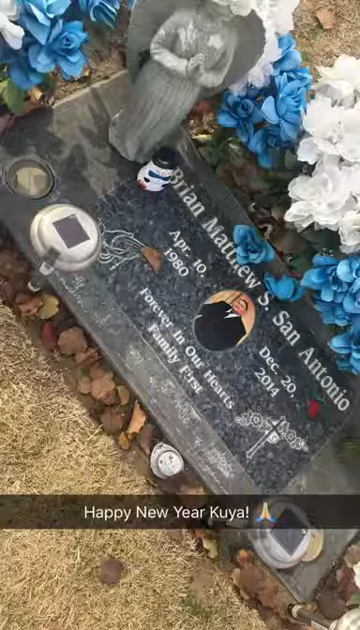 Brian Matthew S. San Antonio
Apr. 10,
1980
Dec. 20,
2014
Forever In Our Hearts
Family First
Happy New Year Kuya! 🙏